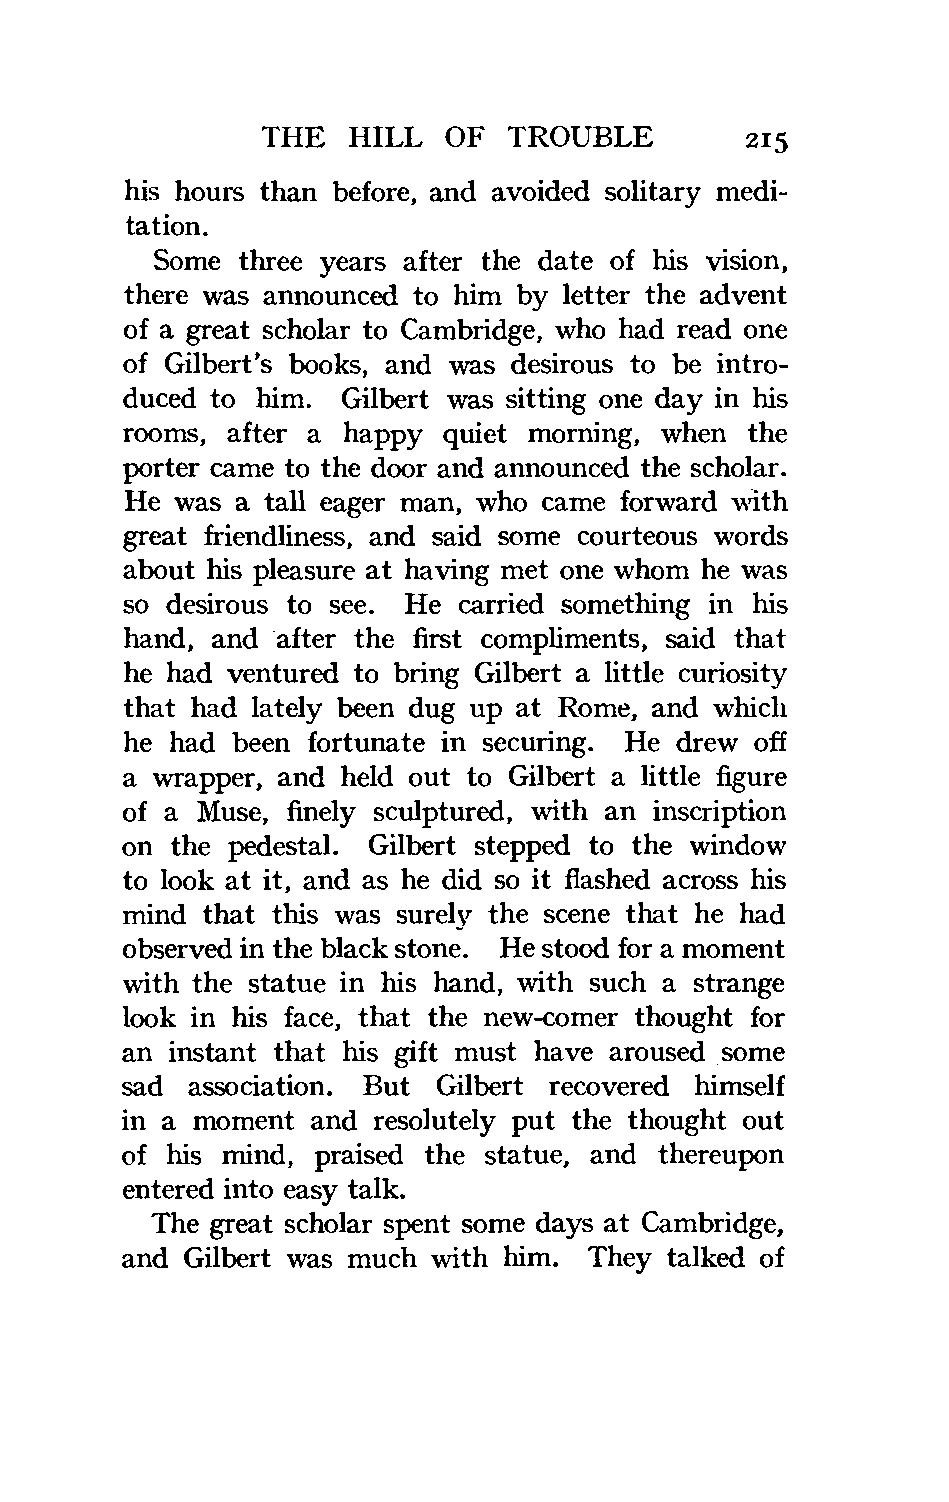 THE HILL OF TROUBLE 215
his hours than before, and avoided solitary medi-
tation.
Some three years after the date of his vision,
there was announced to him by letter the advent
of a great scholar to Cambridge, who had read one
of Gilbert's books, and was desirous to be intro-
duced to him. Gilbert was sitting one day in his
rooms, after a happy quiet morning, when the
porter came to the door and announced the scholar.
He was a tall eager man, who came forward with
great friendliness, and said some courteous words
about his pleasure at having met one whom he was
so desirous to see. He carried something in his
hand, and after the first compliments, said that
he had ventured to bring Gilbert a little curiosity
that had lately been dug up at Rome, and which
he had been fortunate in securing. He drew off
a wrapper, and held out to Gilbert a little figure
of a Muse, finely sculptured, with an inscription
on the pedestal. Gilbert stepped to the window
to look at it, and as he did so it flashed across his
mind that this was surely the scene that he had
observed in the black stone. He stood for a moment
with the statue in his hand, with such a strange
look in his face, that the new-comer thought for
an instant that his gift must have aroused some
sad association. But Gilbert recovered himself
in a moment and resolutely put the thought out
of his mind, praised the statue, and thereupon
entered into easy talk.
The great scholar spent some days at Cambridge,
and Gilbert was much with him. They talked of